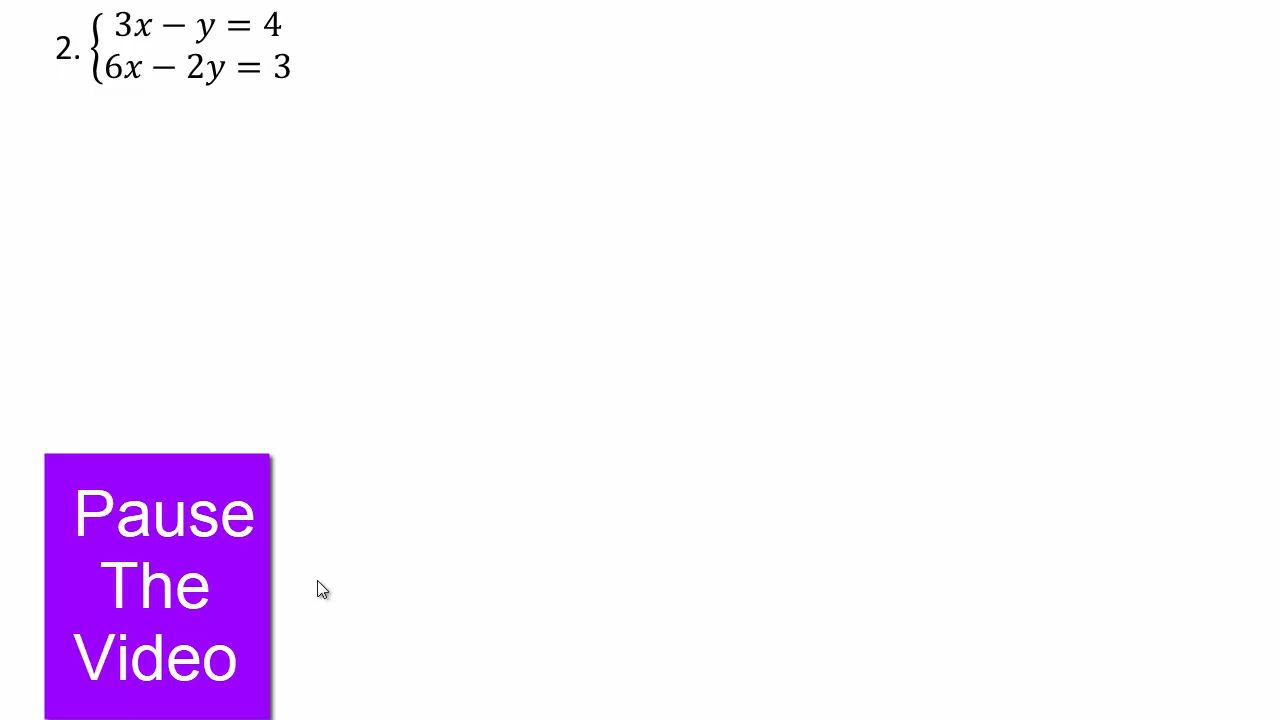 2. { 3x − y = 4
6x − 2y = 3
Pause
The
Video